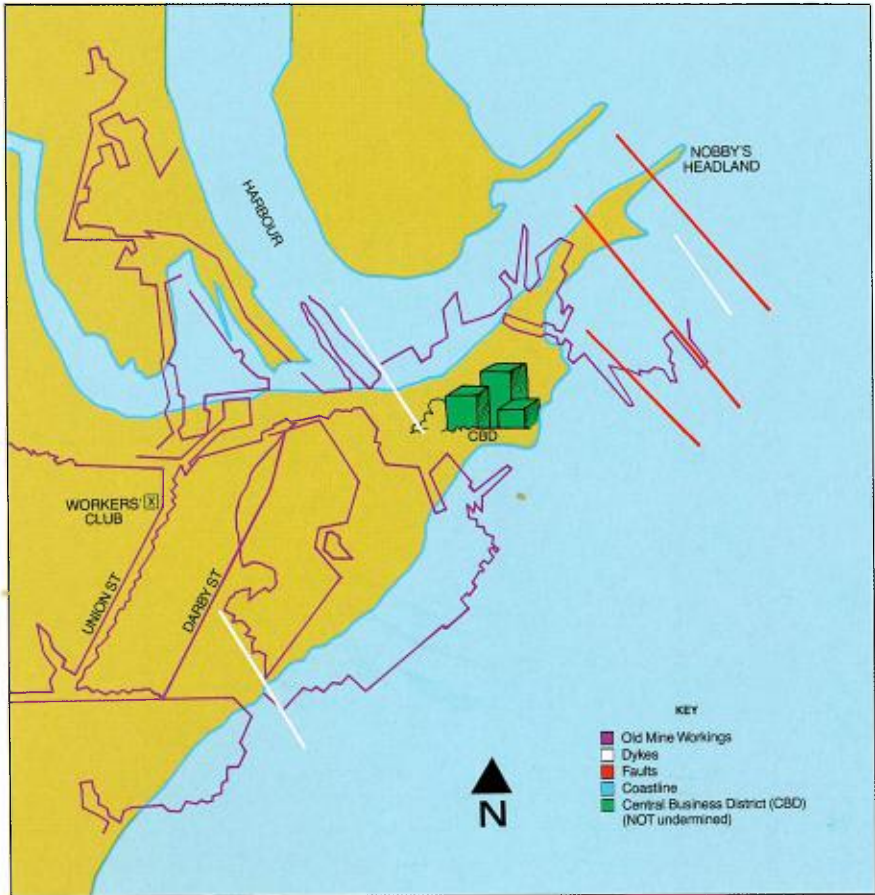 NOBBY'S
HEADLAND
HARBOUR
CBD
WORKERS' X
CLUB
UNION ST
DARBY ST
KEY
Old Mine Workings
Dykes
Faults
Coastline
Central Business District (CBD)
(NOT undermined)
N